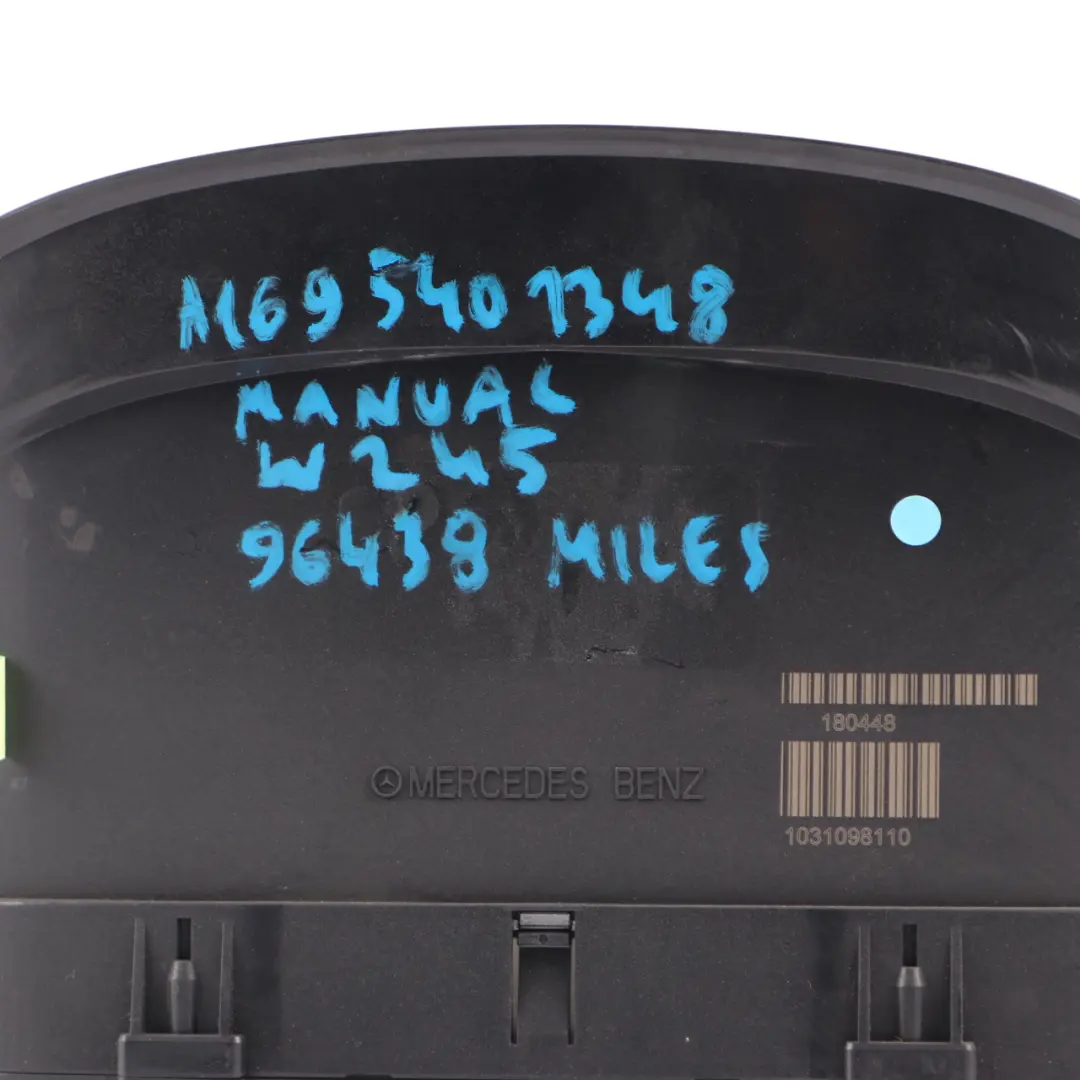 A169 540 1348
MANUAL
W245
96438 MILES
180448
MERCEDES BENZ
1031098110